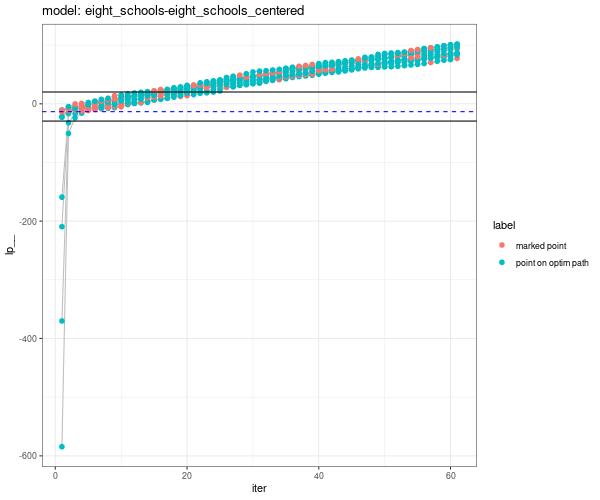 model: eight_schools-eight_schools_centered
0
-200
-400
-600
lp__
0
20
40
60
iter
label
marked point
point on optim path